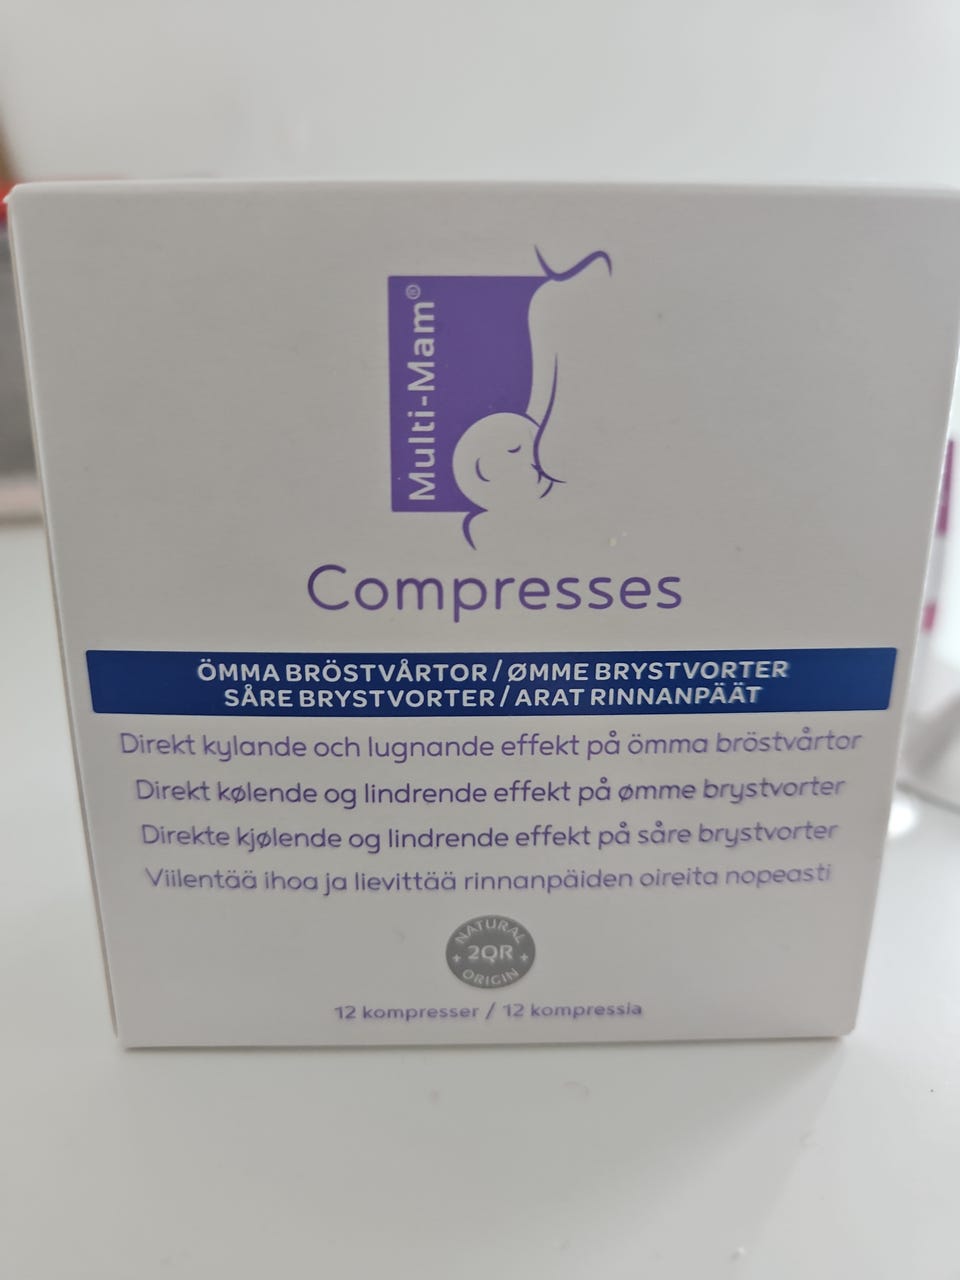 Multi-Mam®
Compresses
ÖMMA BRÖSTVÅRTOR / ØMME BRYSTVORTER
SÅRE BRYSTVORTER / ARAT RINNANPÄÄT
Direkt kylande och lugnande effekt på ömma bröstvårtor
Direkt kølende og lindrende effekt på ømme brystvorter
Direkte kjølende og lindrende effekt på såre brystvorter
Viilentää ihoa ja lievittää rinnanpäiden oireita nopeasti
NATURAL
+ 2QR +
ORIGIN
12 kompresser / 12 kompressia